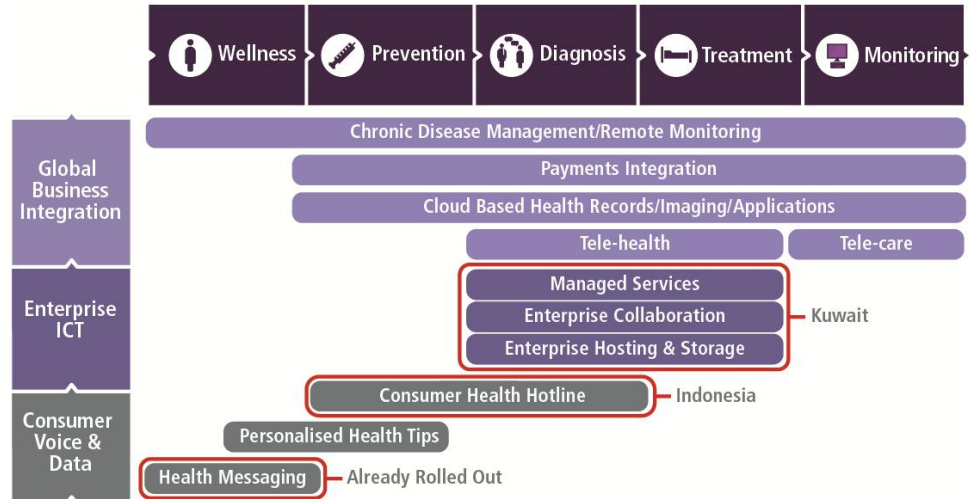 Wellness
Prevention
Diagnosis
Treatment
Monitoring
Global
Business
Integration
Chronic Disease Management/Remote Monitoring
Payments Integration
Cloud Based Health Records/Imaging/Applications
Tele-health
Tele-care
Enterprise
ICT
Managed Services
Enterprise Collaboration
Enterprise Hosting & Storage
Kuwait
Consumer
Voice &
Data
Consumer Health Hotline
Indonesia
Personalised Health Tips
Health Messaging
Already Rolled Out